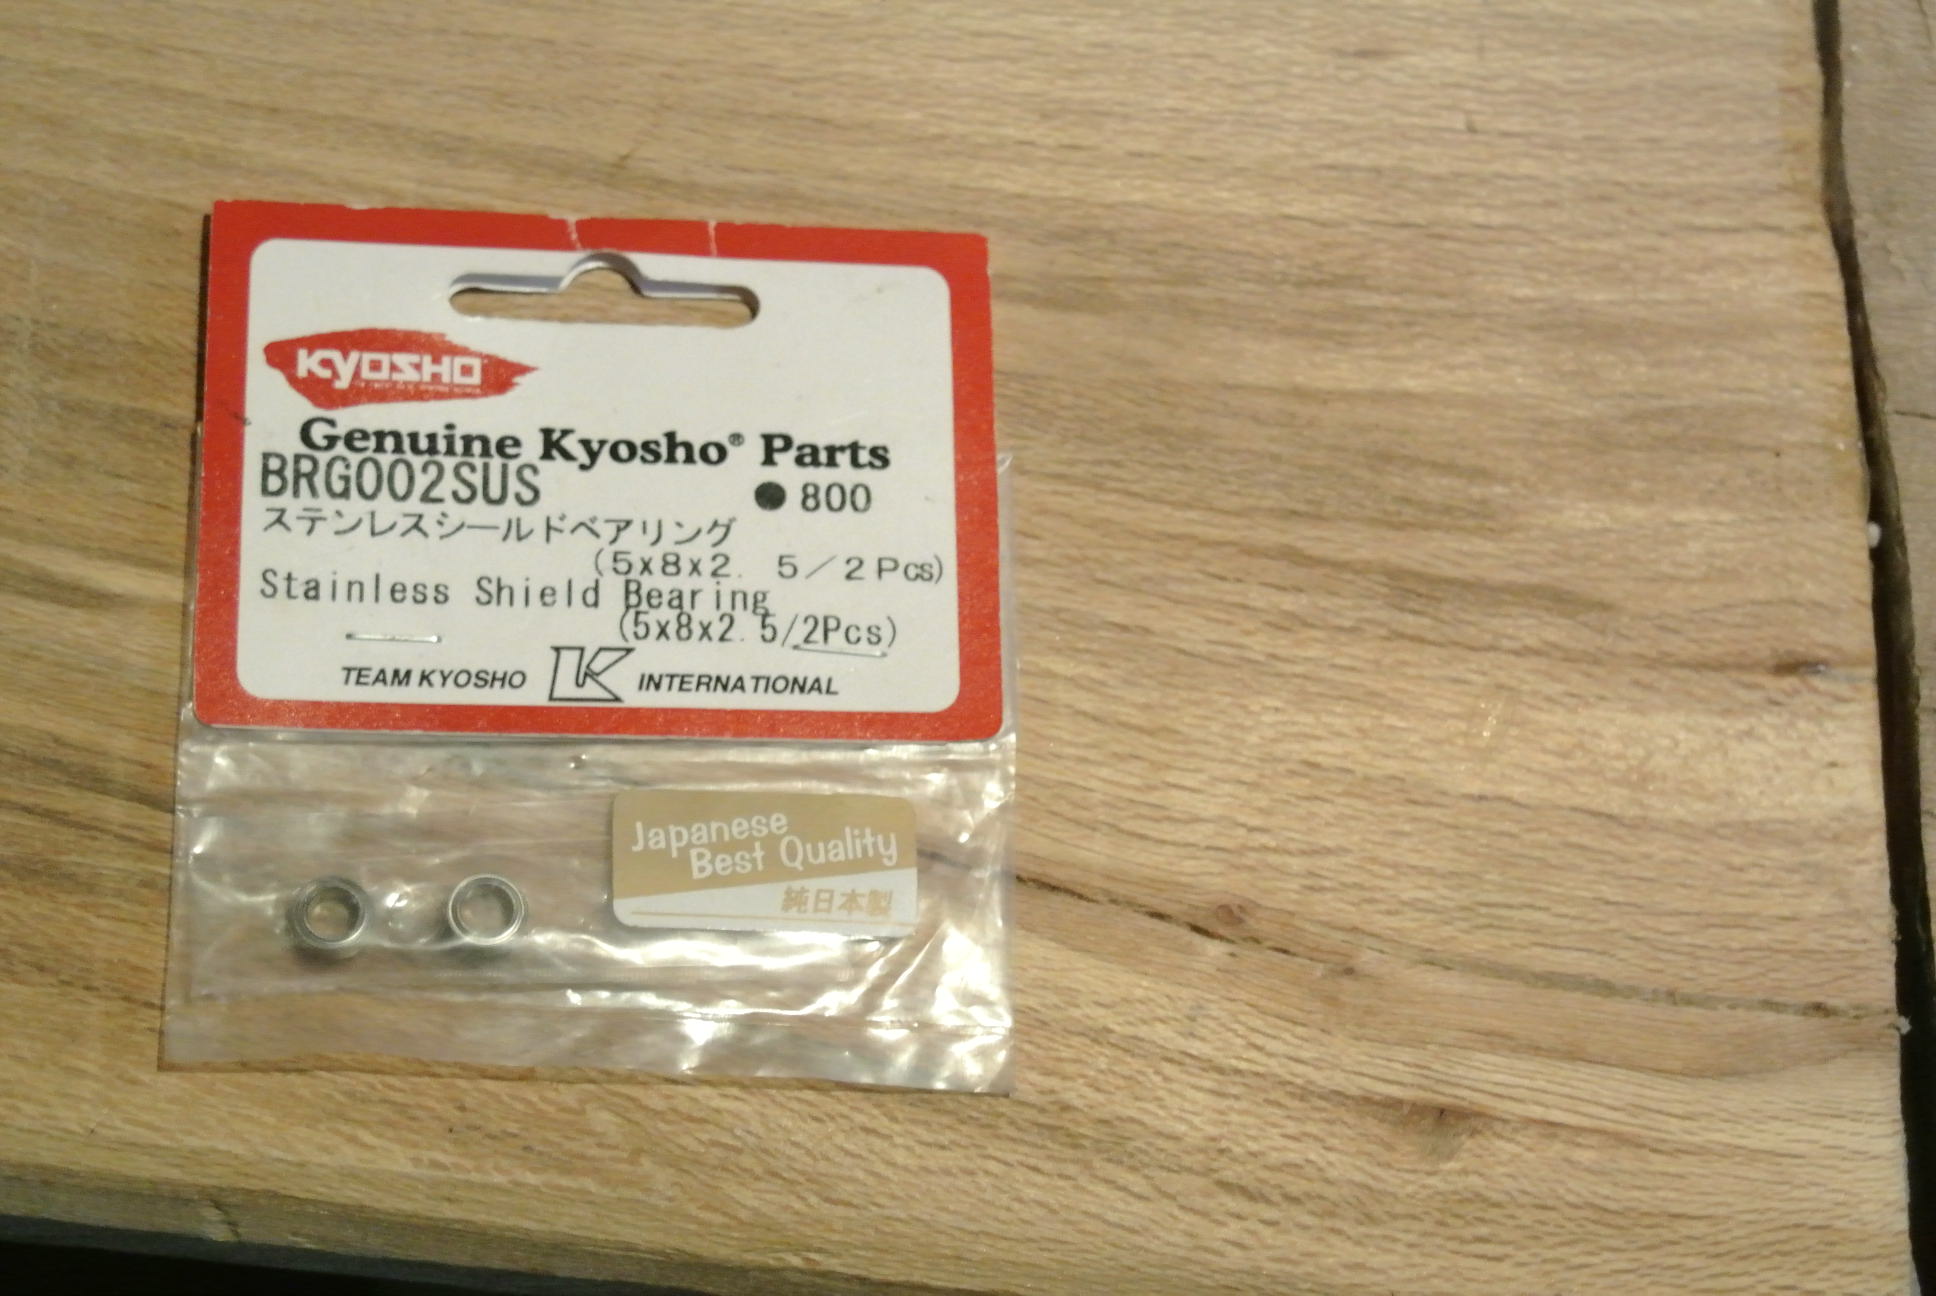 KYOSHO
Genuine Kyosho® Parts
BRG002SUS
●800
ステンレスシールドベアリング
(5x8x2. 5/2Pcs)
Stainless Shield Bearing
(5x8x2.5/2Pcs)
TEAM KYOSHO K INTERNATIONAL
Japanese
Best Quality
純日本製